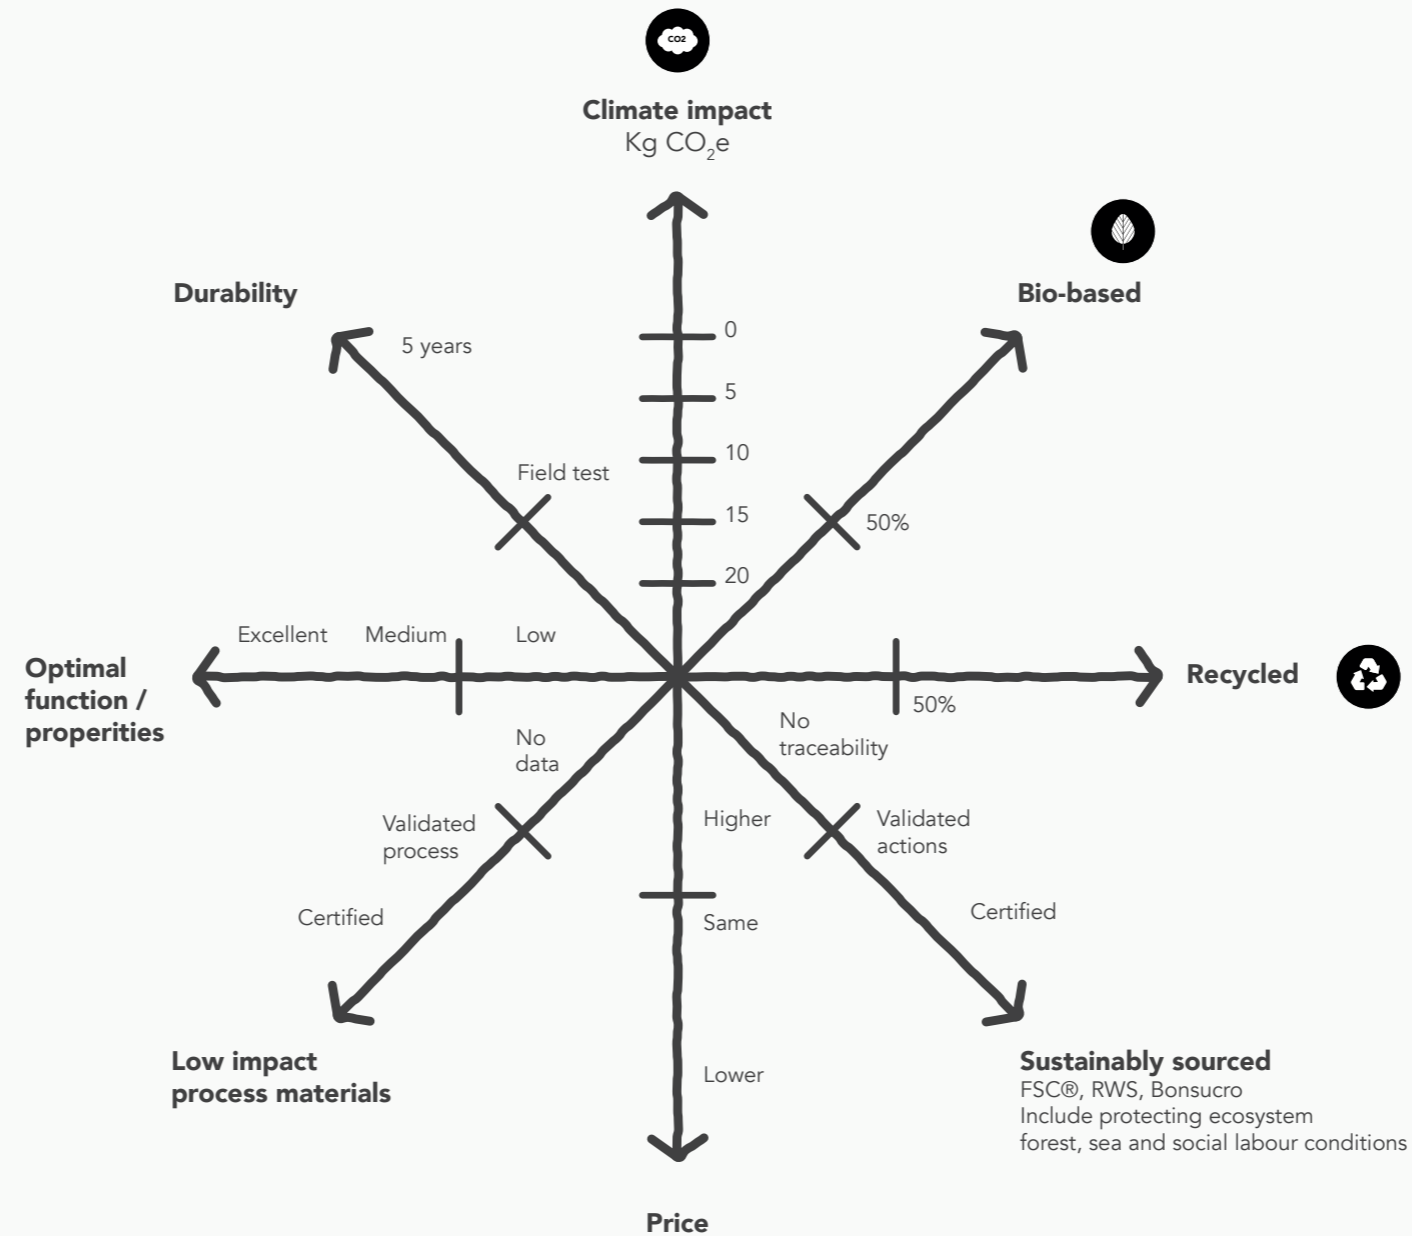 CO2
Climate impact
Kg CO₂e
Durability
Bio-based
5 years
0
5
10
15
20
Field test
50%
Excellent
Medium
Low
Optimal
function /
properities
Recycled
50%
No
data
No
traceability
Validated
process
Higher
Validated
actions
Certified
Same
Certified
Low impact
process materials
Lower
Sustainably sourced
FSC®, RWS, Bonsucro
Include protecting ecosystem
forest, sea and social labour conditions
Price